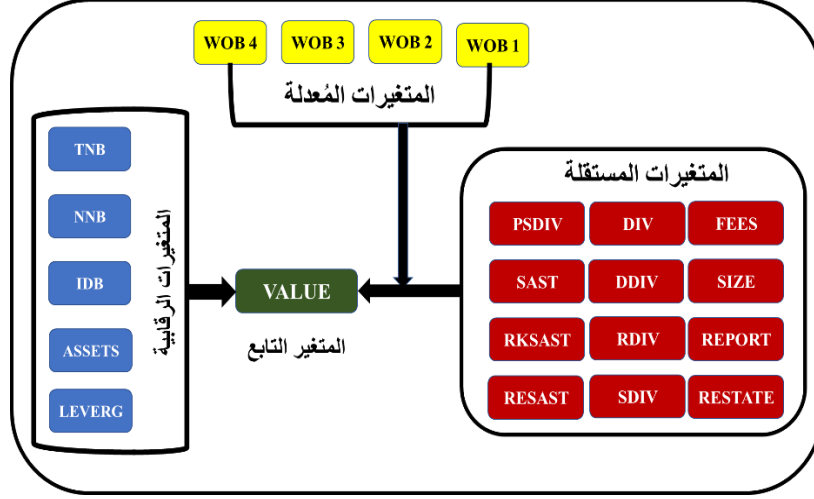 WOB 4 WOB 3 WOB 2 WOB 1
المتغيرات المُعدلة
المتغيرات المستقلة
PSDIV DIV FEES
SAST DDIV SIZE
RKSAST RDIV REPORT
RESAST SDIV RESTATE
VALUE
المتغير التابع
المتغيرات الرقابية
TNB
NNB
IDB
ASSETS
LEVERG